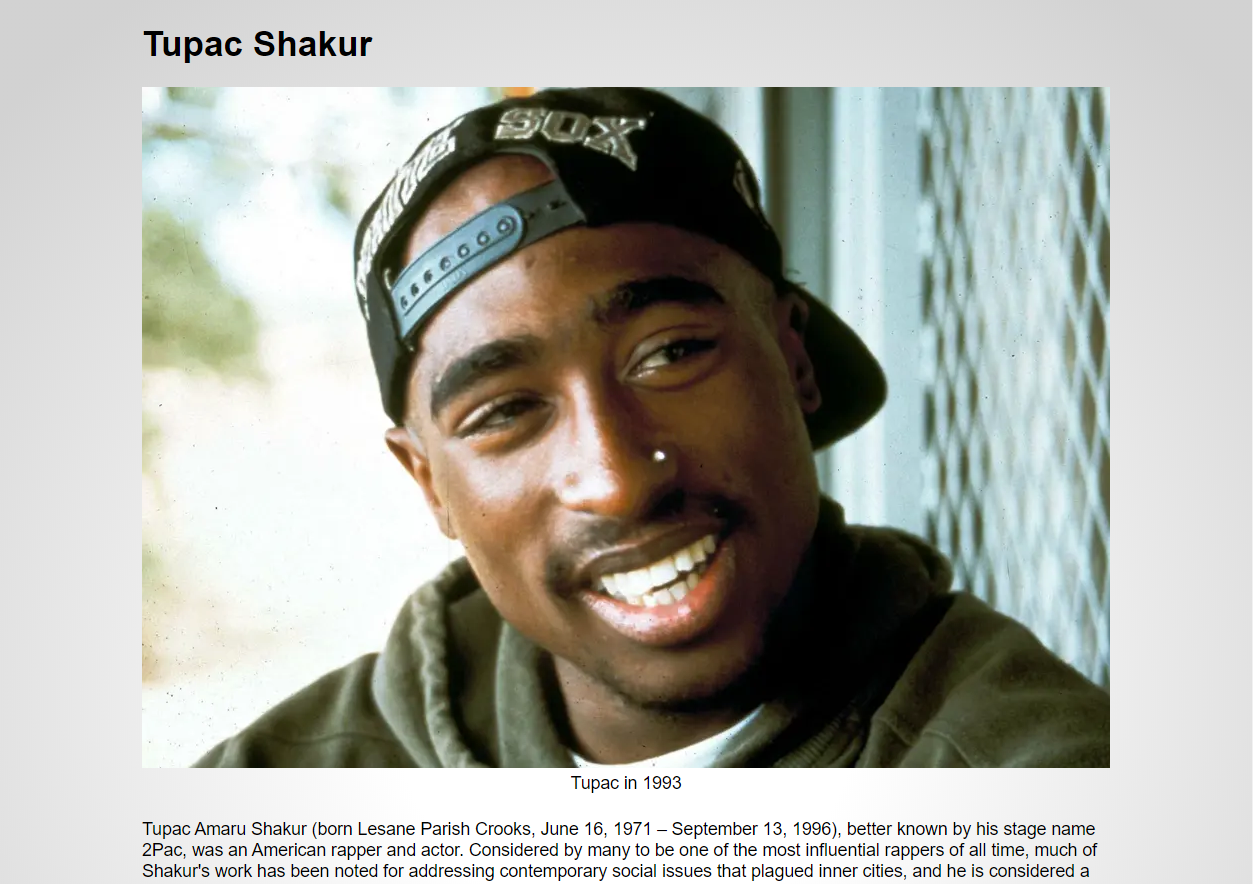 Tupac Shakur
WHITE SOX
Tupac in 1993
Tupac Amaru Shakur (born Lesane Parish Crooks, June 16, 1971 – September 13, 1996), better known by his stage name
2Pac, was an American rapper and actor. Considered by many to be one of the most influential rappers of all time, much of
Shakur's work has been noted for addressing contemporary social issues that plagued inner cities, and he is considered a